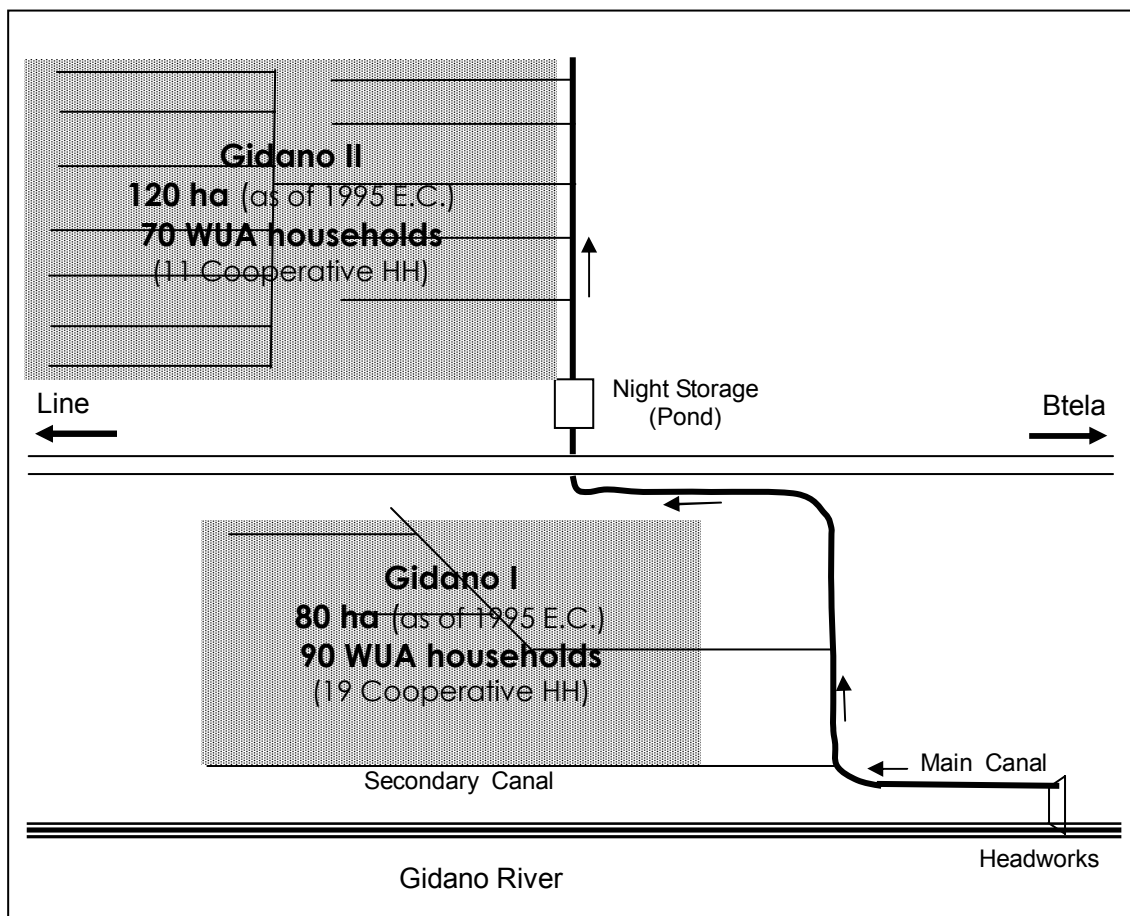 Gidano II
120 ha (as of 1995 E.C.)
70 WUA households
(11 Cooperative HH)
Line
Night Storage
(Pond)
Btela
Gidano I
80 ha (as of 1995 E.C.)
90 WUA households
(19 Cooperative HH)
Secondary Canal
Main Canal
Headworks
Gidano River